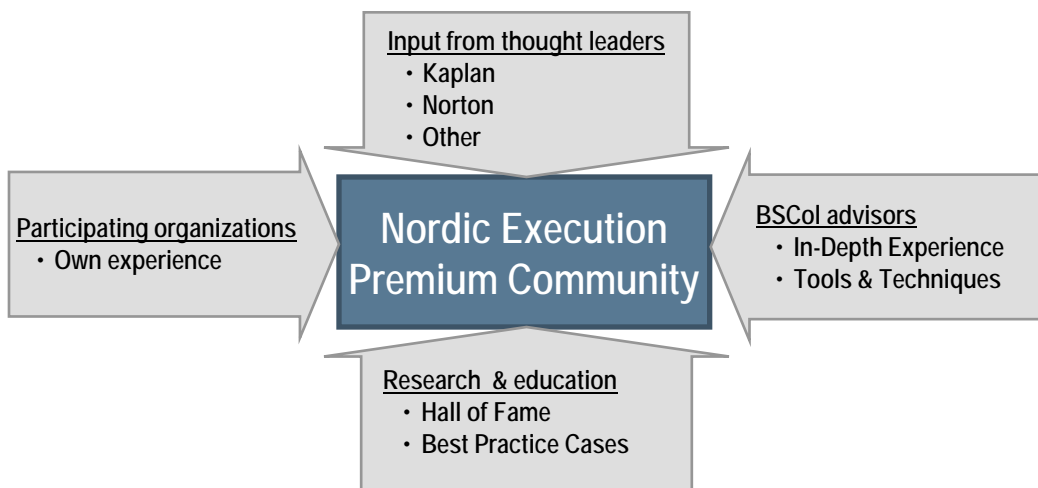 Input from thought leaders
• Kaplan
• Norton
• Other
Participating organizations
• Own experience
Nordic Execution
Premium Community
BSCol advisors
• In-Depth Experience
• Tools & Techniques
Research & education
• Hall of Fame
• Best Practice Cases